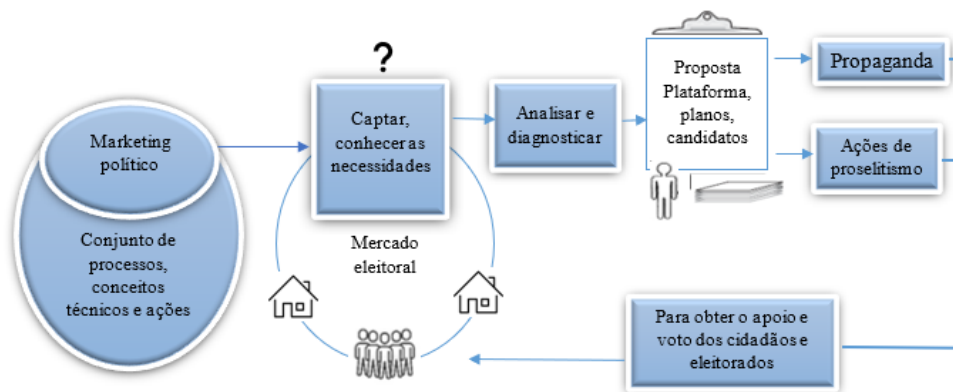 Marketing
político
Conjunto de
processos,
conceitos
técnicos e ações
?
Captar,
conhecer as
necessidades
Mercado
eleitoral
Analisar e
diagnosticar
Proposta
Plataforma,
planos,
candidatos
Propaganda
Ações de
proselitismo
Para obter o apoio e
voto dos cidadãos e
eleitorados